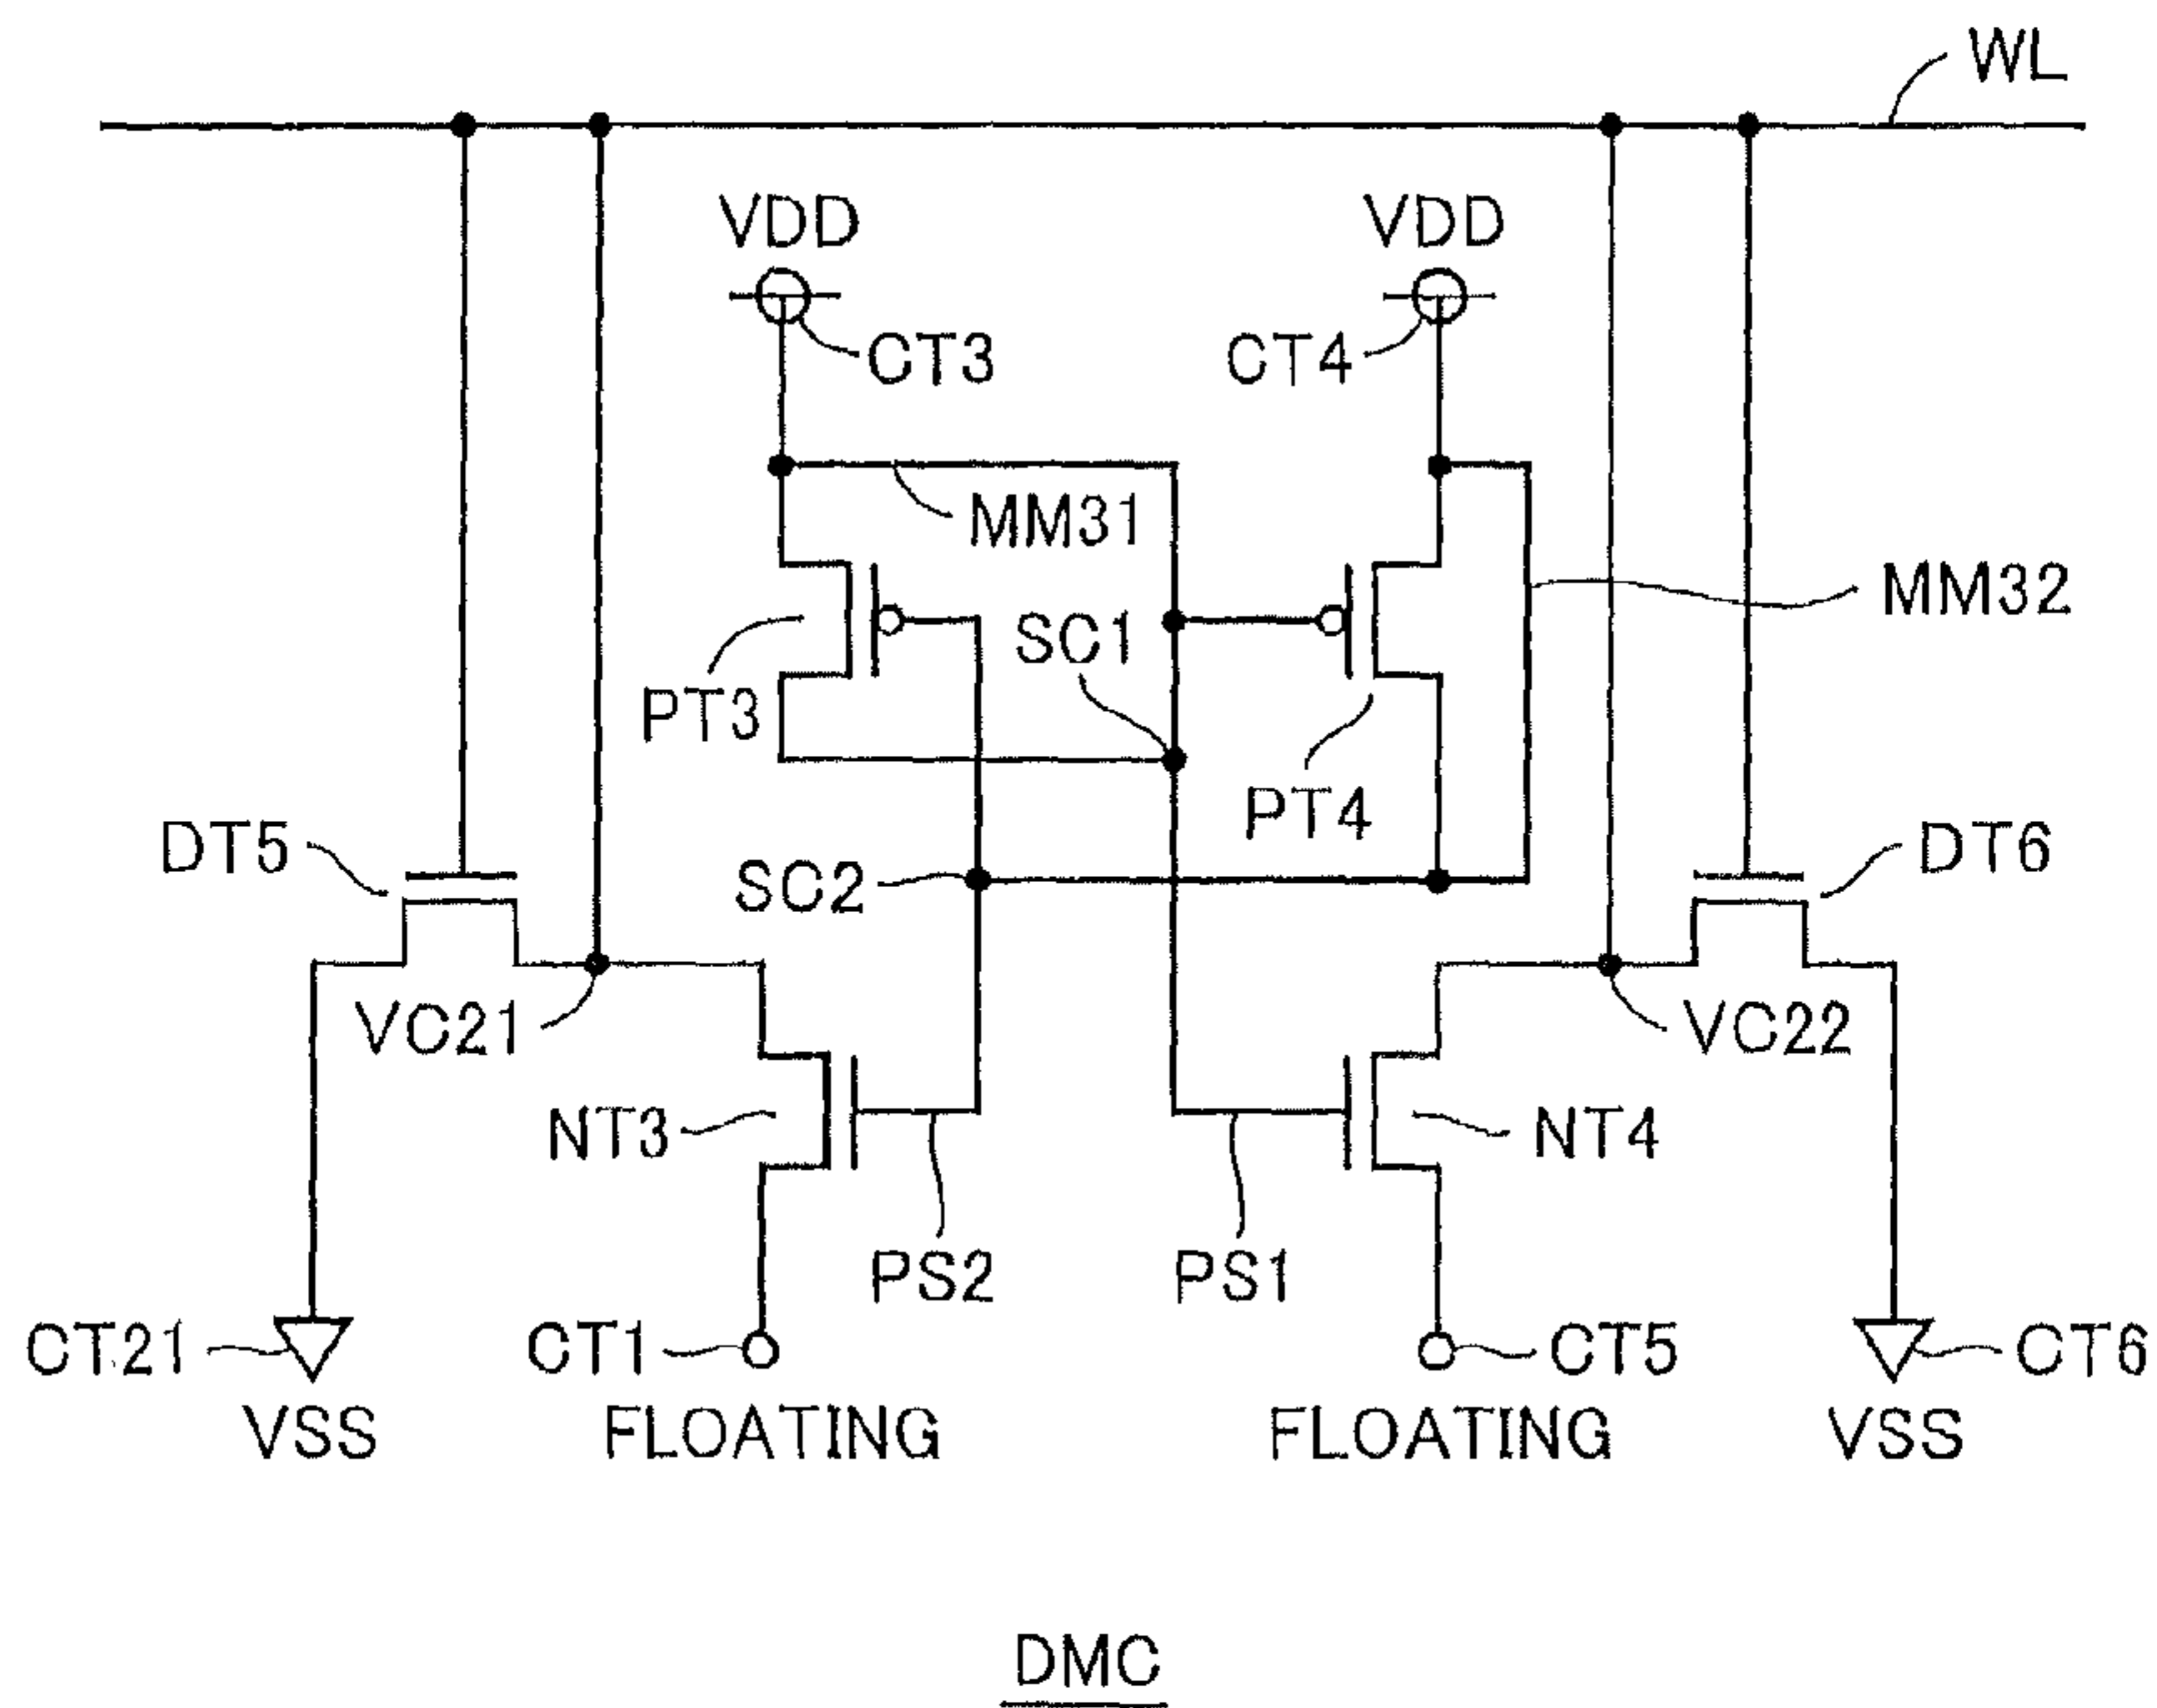 WL
VDD
VDD
CT3
CT4
MM31
MM32
SC1
PT3
PT4
DT5
DT6
SC2
VC21
VC22
NT3
NT4
PS2
PS1
CT21
CT1
CT5
CT6
VSS
FLOATING
FLOATING
VSS
DMC